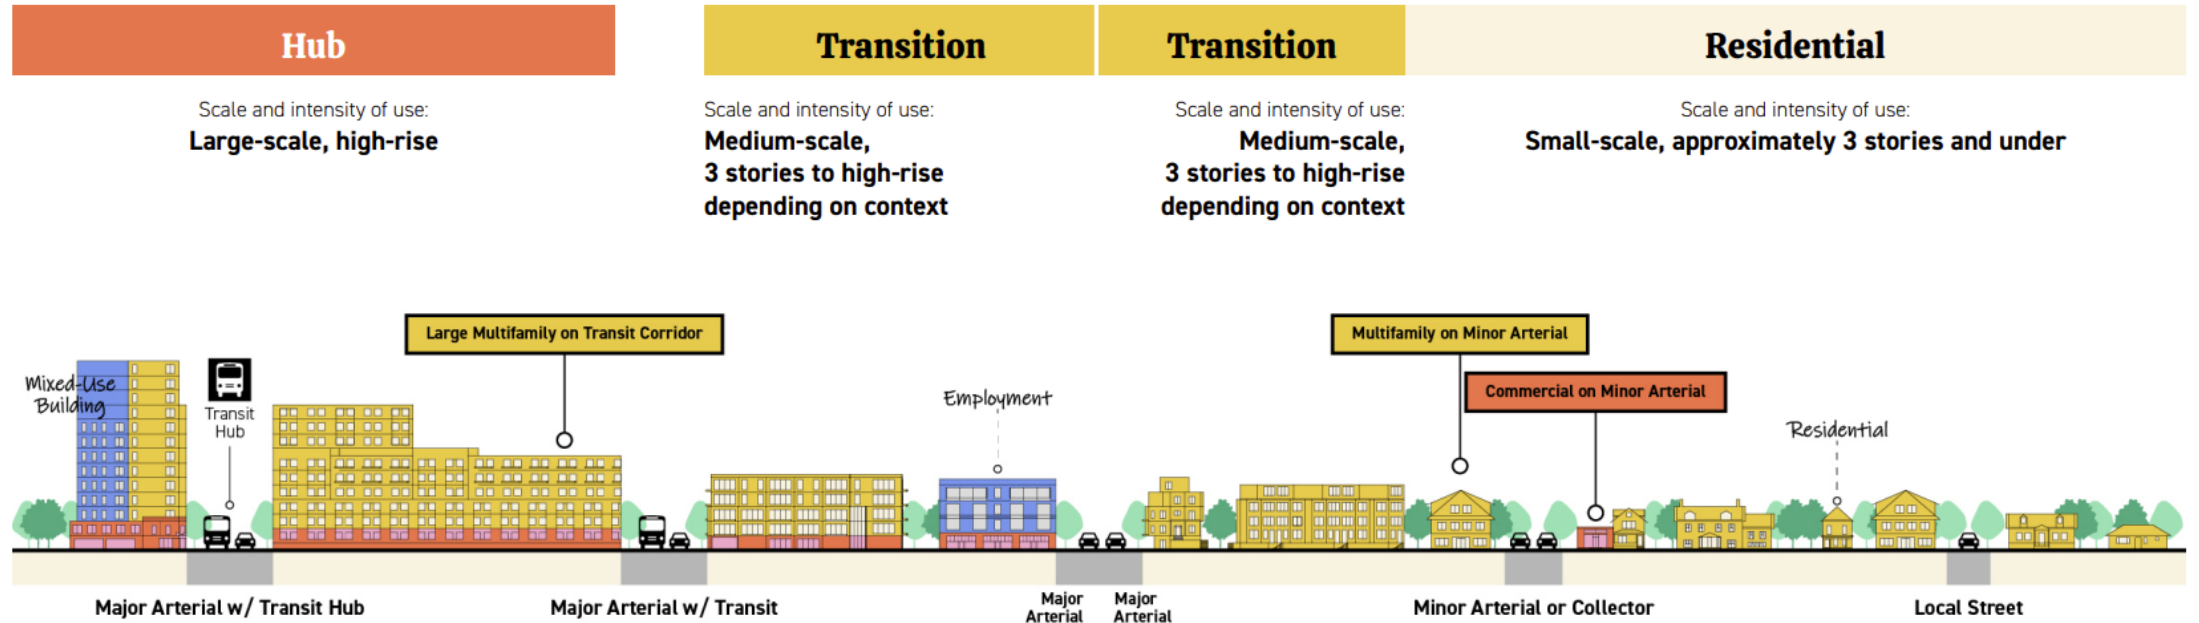 Hub
Transition
Transition
Residential
Scale and intensity of use:
Large-scale, high-rise
Scale and intensity of use:
Medium-scale,
3 stories to high-rise
depending on context
Scale and intensity of use:
Medium-scale,
3 stories to high-rise
depending on context
Scale and intensity of use:
Small-scale, approximately 3 stories and under
Large Multifamily on Transit Corridor
Multifamily on Minor Arterial
Commercial on Minor Arterial
Mixed-Use
Building
Transit
Hub
Employment
Residential
Major Arterial w/ Transit Hub
Major Arterial w/ Transit
Major
Arterial
Major
Arterial
Minor Arterial or Collector
Local Street